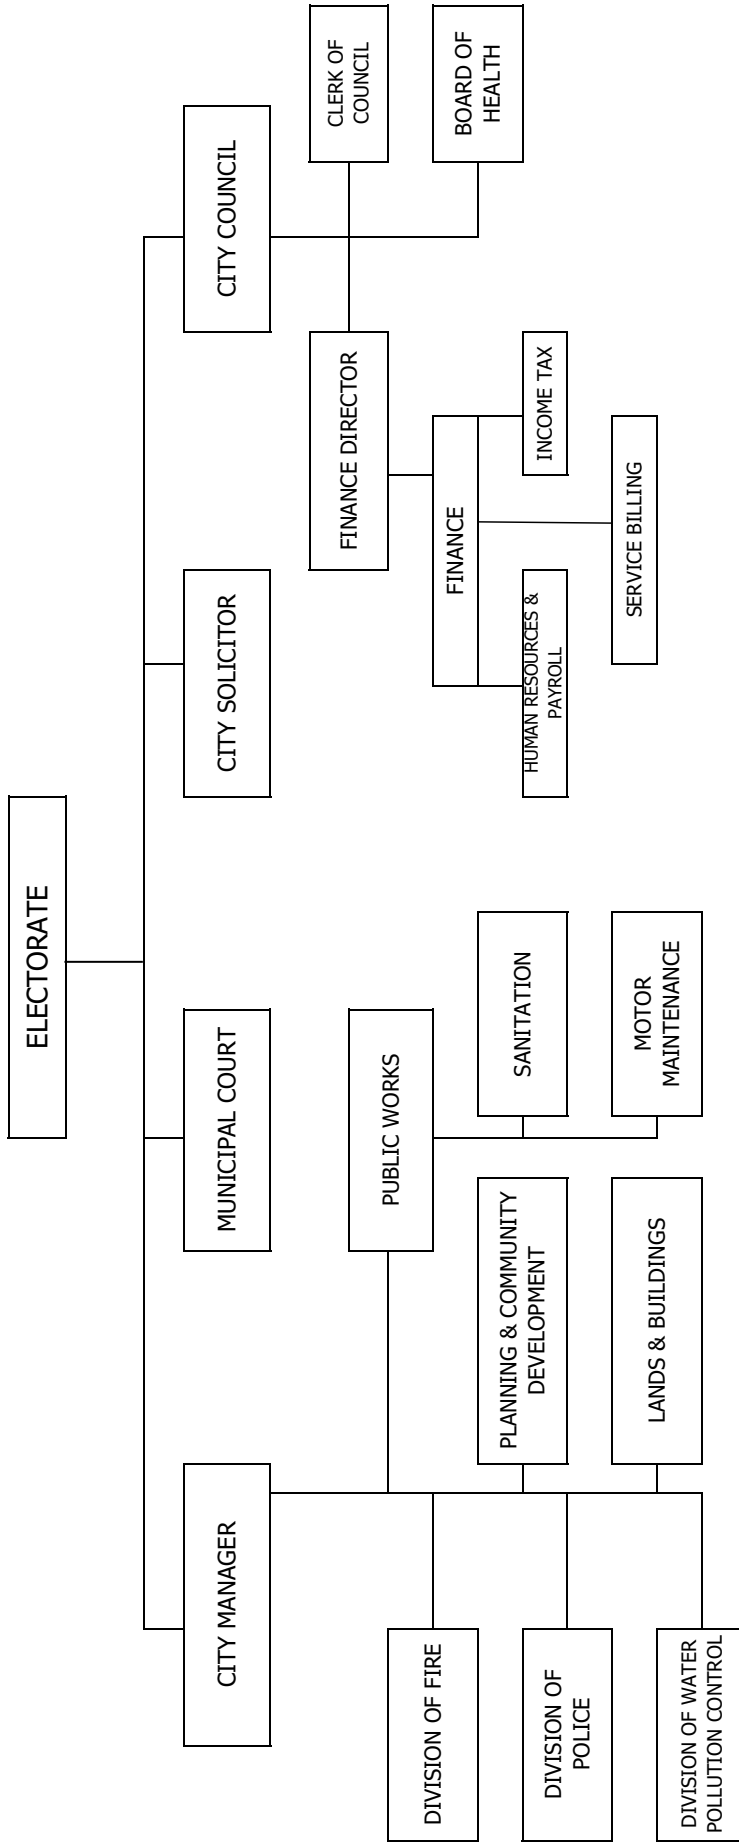 ELECTORATE
CITY MANAGER
MUNICIPAL COURT
CITY SOLICITOR
CITY COUNCIL
DIVISION OF FIRE
PUBLIC WORKS
FINANCE DIRECTOR
CLERK OF
COUNCIL
DIVISION OF
POLICE
PLANNING & COMMUNITY
DEVELOPMENT
SANITATION
FINANCE
BOARD OF
HEALTH
HUMAN RESOURCES &
PAYROLL
INCOME TAX
DIVISION OF WATER
POLLUTION CONTROL
LANDS & BUILDINGS
MOTOR
MAINTENANCE
SERVICE BILLING